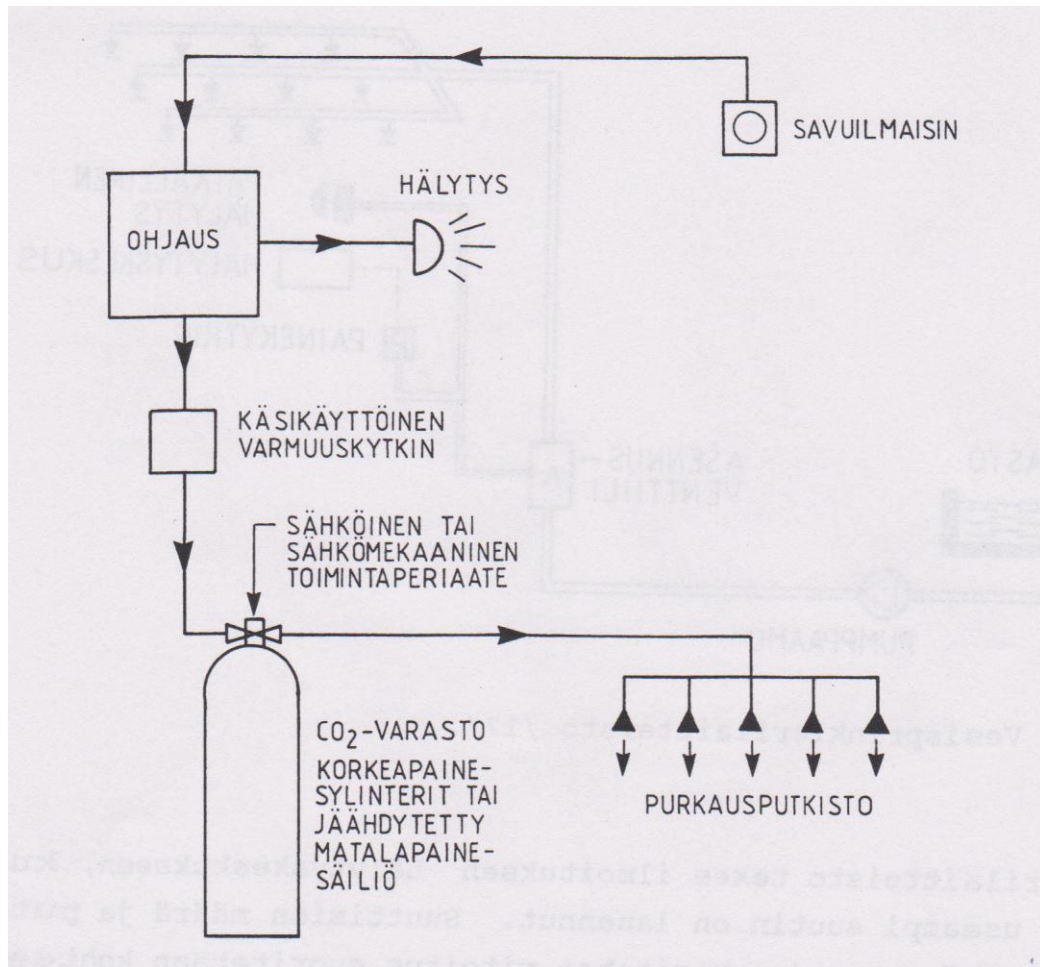 SAVUILMAISIN
HÄLYTYS
OHJAUS
KÄSIKÄYTTÖINEN
VARMUUSKYTKIN
SÄHKÖINEN TAI
SÄHKÖMEKAANINEN
TOIMINTAPERIAATE
CO₂-VARASTO
KORKEAPAINE-
SYLINTERIT TAI
JÄÄHDYTETTY
MATALAPAINE-
SÄILIÖ
PURKAUSPUTKISTO